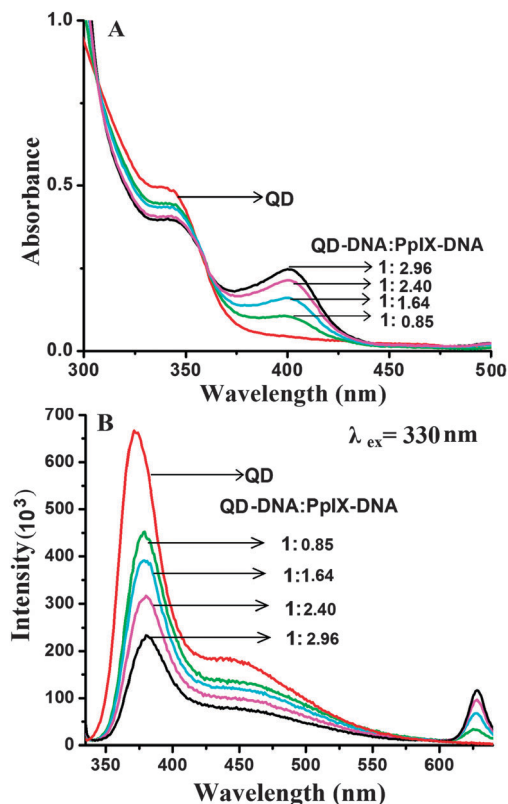 A
1.0
0.5
0.0
Absorbance
QD
QD-DNA:PpIX-DNA
1: 2.96
1: 2.40
1: 1.64
1: 0.85
300 350 400 450 500
Wavelength (nm)
B
λ ex = 330 nm
700
600
500
400
300
200
100
0
Intensity(10³)
QD
QD-DNA:PpIX-DNA
1: 0.85
1: 1.64
1: 2.40
1: 2.96
350 400 450 500 550 600
Wavelength (nm)